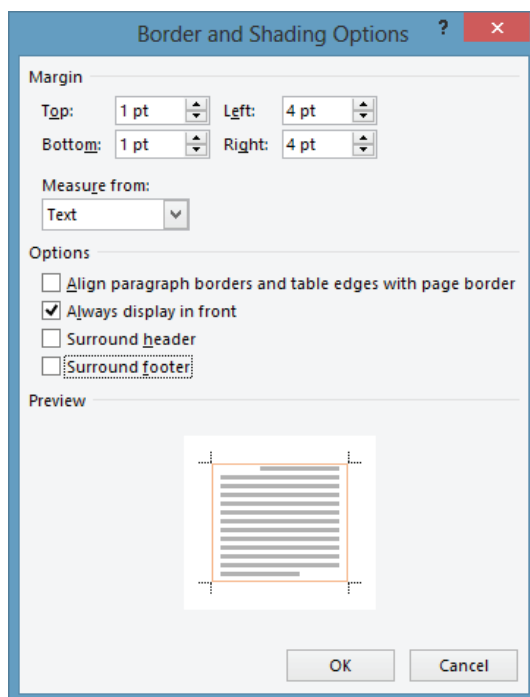 Border and Shading Options ?
Margin
Top: 1 pt Left: 4 pt
Bottom: 1 pt Right: 4 pt
Measure from:
Text
Options
Align paragraph borders and table edges with page border
Always display in front
Surround header
Surround footer
Preview
OK Cancel